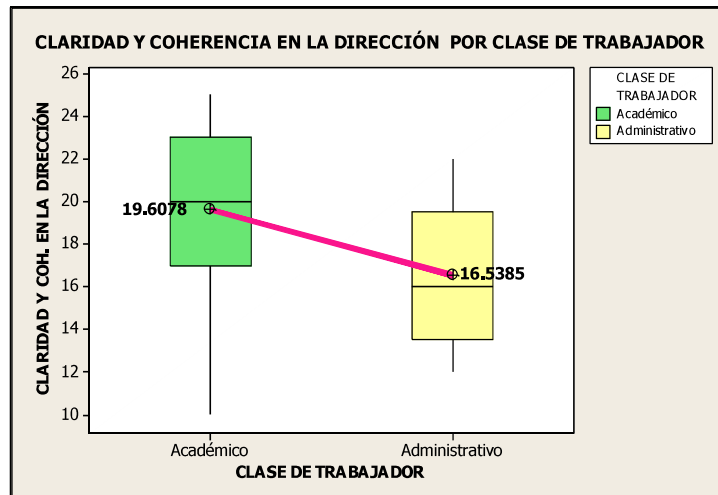 CLARIDAD Y COHERENCIA EN LA DIRECCIÓN POR CLASE DE TRABAJADOR
CLARIDAD Y COH. EN LA DIRECCIÓN
26
24
22
20
18
16
14
12
10
19.6078
16.5385
Académico
Administrativo
CLASE DE TRABAJADOR
CLASE DE
TRABAJADOR
Académico
Administrativo